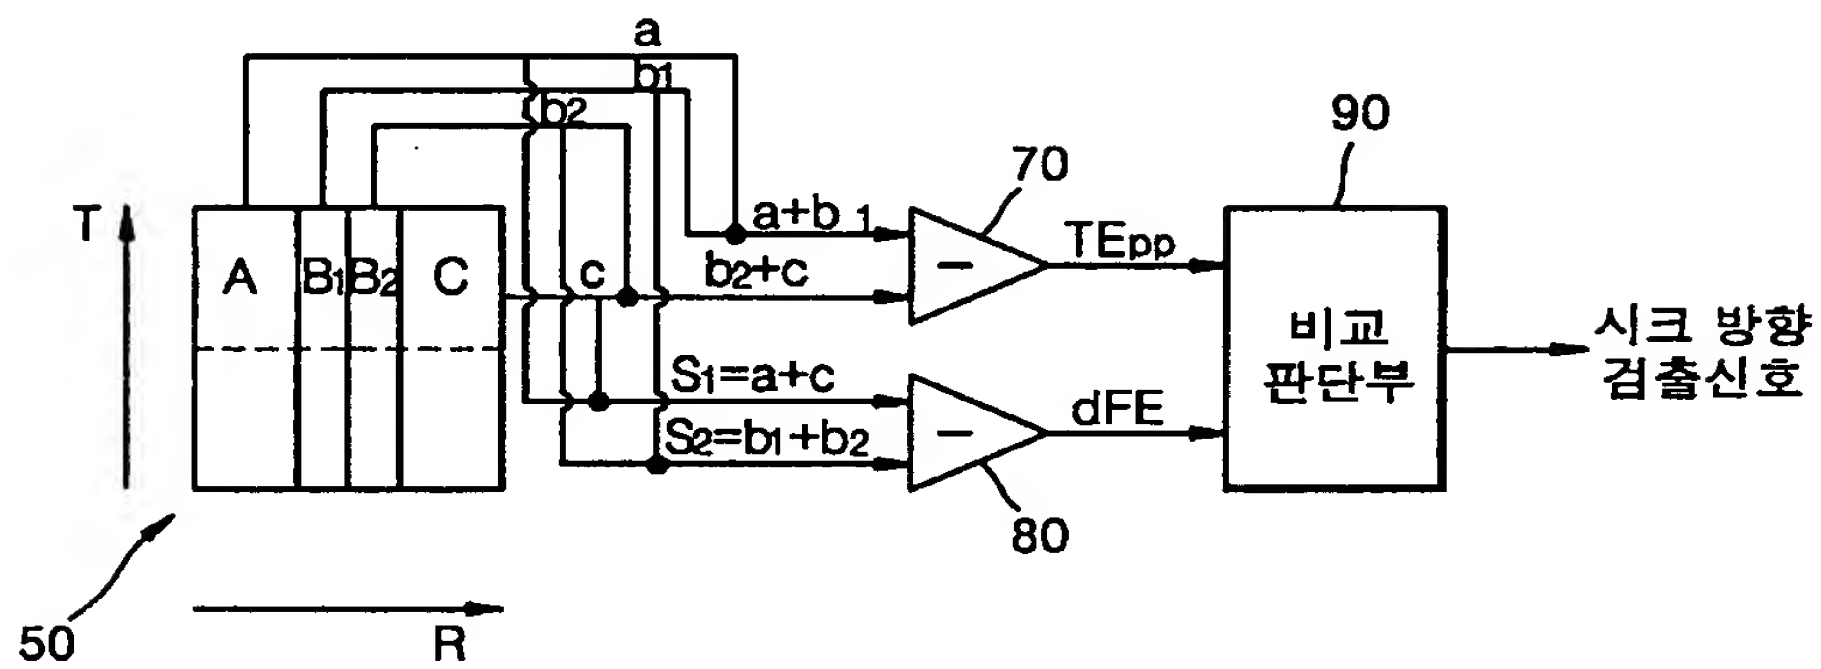 a
b1
b2
90
70
T
a+b 1
TEpp
A B1 B2 C
c
b2+c
비교
판단부
시크 방향
검출신호
S1=a+c
dFE
S2=b1+b2
80
50
R